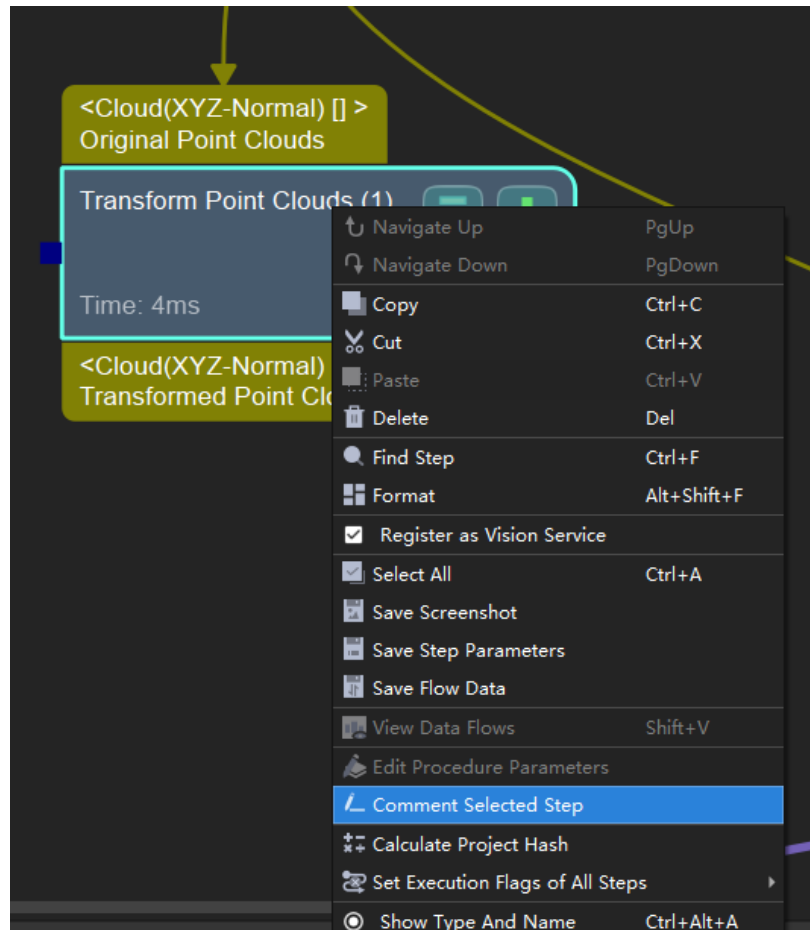 <Cloud(XYZ-Normal) [] >
Original Point Clouds
Transform Point Clouds (1)
Navigate Up PgUp
Navigate Down PgDown
Time: 4ms
Copy Ctrl+C
Cut Ctrl+X
<Cloud(XYZ-Normal)
Paste Ctrl+V
Transformed Point Clo
Delete Del
Find Step Ctrl+F
Format Alt+Shift+F
Register as Vision Service
Select All Ctrl+A
Save Screenshot
Save Step Parameters
Save Flow Data
View Data Flows Shift+V
Edit Procedure Parameters
Comment Selected Step
Calculate Project Hash
Set Execution Flags of All Steps
Show Type And Name Ctrl+Alt+A